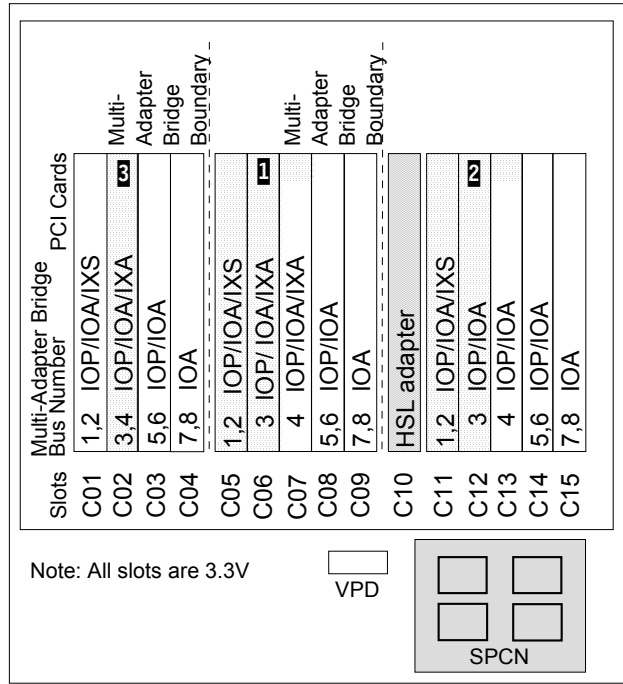 Multi-Adapter Bridge
Slots Bus Number PCI Cards
C01 1,2 IOP/IOA/IXS
C02 3,4 IOP/IOA/IXA 3
C03 5,6 IOP/IOA
C04 7,8 IOA
Multi-
Adapter
Bridge
Boundary
C05 1,2 IOP/IOA/IXS
C06 3 IOP/ IOA/IXA 1
C07 4 IOP/IOA/IXA
C08 5,6 IOP/IOA
C09 7,8 IOA
Multi-
Adapter
Bridge
Boundary
C10 HSL adapter
C11 1,2 IOP/IOA/IXS
C12 3 IOP/IOA 2
C13 4 IOP/IOA
C14 5,6 IOP/IOA
C15 7,8 IOA
Note: All slots are 3.3V
VPD
SPCN